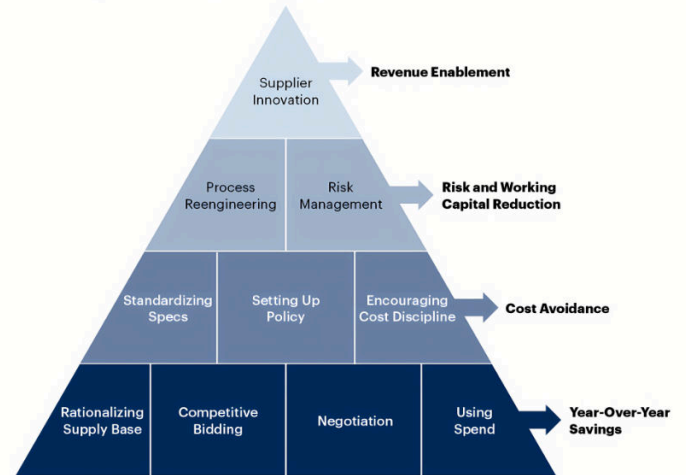 Supplier
Innovation
Revenue Enablement
Process
Reengineering
Risk
Management
Risk and Working
Capital Reduction
Standardizing
Specs
Setting Up
Policy
Encouraging
Cost Discipline
Cost Avoidance
Rationalizing
Supply Base
Competitive
Bidding
Negotiation
Using
Spend
Year-Over-Year
Savings